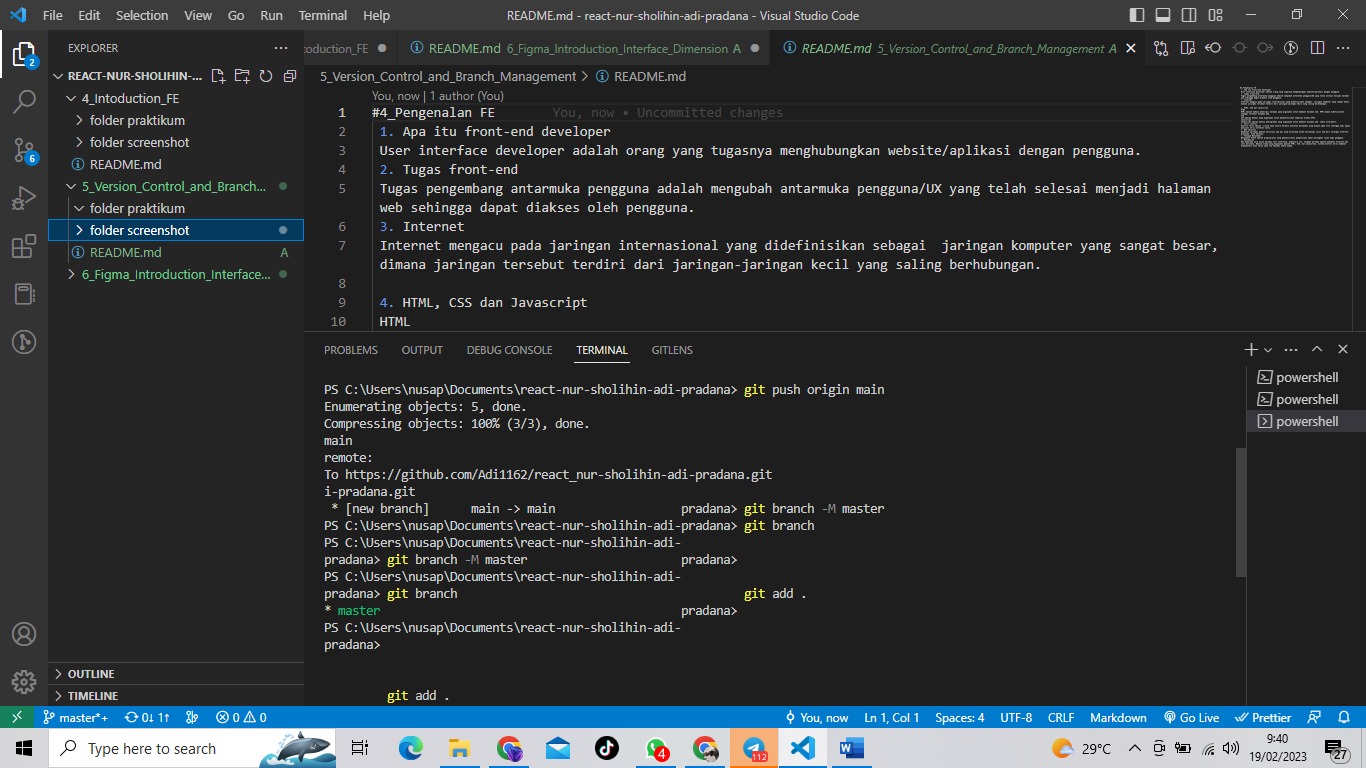 File Edit Selection View Go Run Terminal Help README.md - react-nur-sholihin-adi-pradana - Visual Studio Code
EXPLORER
oduction_FE README.md 6_Figma_Introduction_Interface_Dimension A README.md 5_Version_Control_and_Branch_Management A
REACT-NUR-SHOLIHIN-...
5_Version_Control_and_Branch_Management > README.md
4_Intoduction_FE
folder praktikum
folder screenshot
README.md
5_Version_Control_and_Branch...
folder praktikum
folder screenshot
README.md A
6_Figma_Introduction_Interface...
OUTLINE
TIMELINE
2
6
You, now | 1 author (You)
1 #4_Pengenalan FE You, now • Uncommitted changes
2 1. Apa itu front-end developer
3 User interface developer adalah orang yang tugasnya menghubungkan website/aplikasi dengan pengguna.
4 2. Tugas front-end
5 Tugas pengembang antarmuka pengguna adalah mengubah antarmuka pengguna/UX yang telah selesai menjadi halaman
web sehingga dapat diakses oleh pengguna.
6 3. Internet
7 Internet mengacu pada jaringan internasional yang didefinisikan sebagai  jaringan komputer yang sangat besar,
dimana jaringan tersebut terdiri dari jaringan-jaringan kecil yang saling berhubungan.
8
9 4. HTML, CSS dan Javascript
10 HTML
PROBLEMS OUTPUT DEBUG CONSOLE TERMINAL GITLENS
PS C:\Users\nusap\Documents\react-nur-sholihin-adi-pradana> git push origin main
Enumerating objects: 5, done.
Compressing objects: 100% (3/3), done.
main
remote:
To https://github.com/Adi1162/react_nur-sholihin-adi-pradana.git
i-pradana.git
* [new branch] main -> main pradana> git branch -M master
PS C:\Users\nusap\Documents\react-nur-sholihin-adi-pradana> git branch
PS C:\Users\nusap\Documents\react-nur-sholihin-adi-
pradana> git branch -M master pradana>
PS C:\Users\nusap\Documents\react-nur-sholihin-adi-
pradana> git branch git add .
* master pradana>
PS C:\Users\nusap\Documents\react-nur-sholihin-adi-
pradana>
git add .
powershell
powershell
powershell
master*+ 0↓ 1↑ 0 0 You, now Ln 1, Col 1 Spaces: 4 UTF-8 CRLF Markdown Go Live Prettier
Type here to search 4 112 29°C 9:40
19/02/2023 27